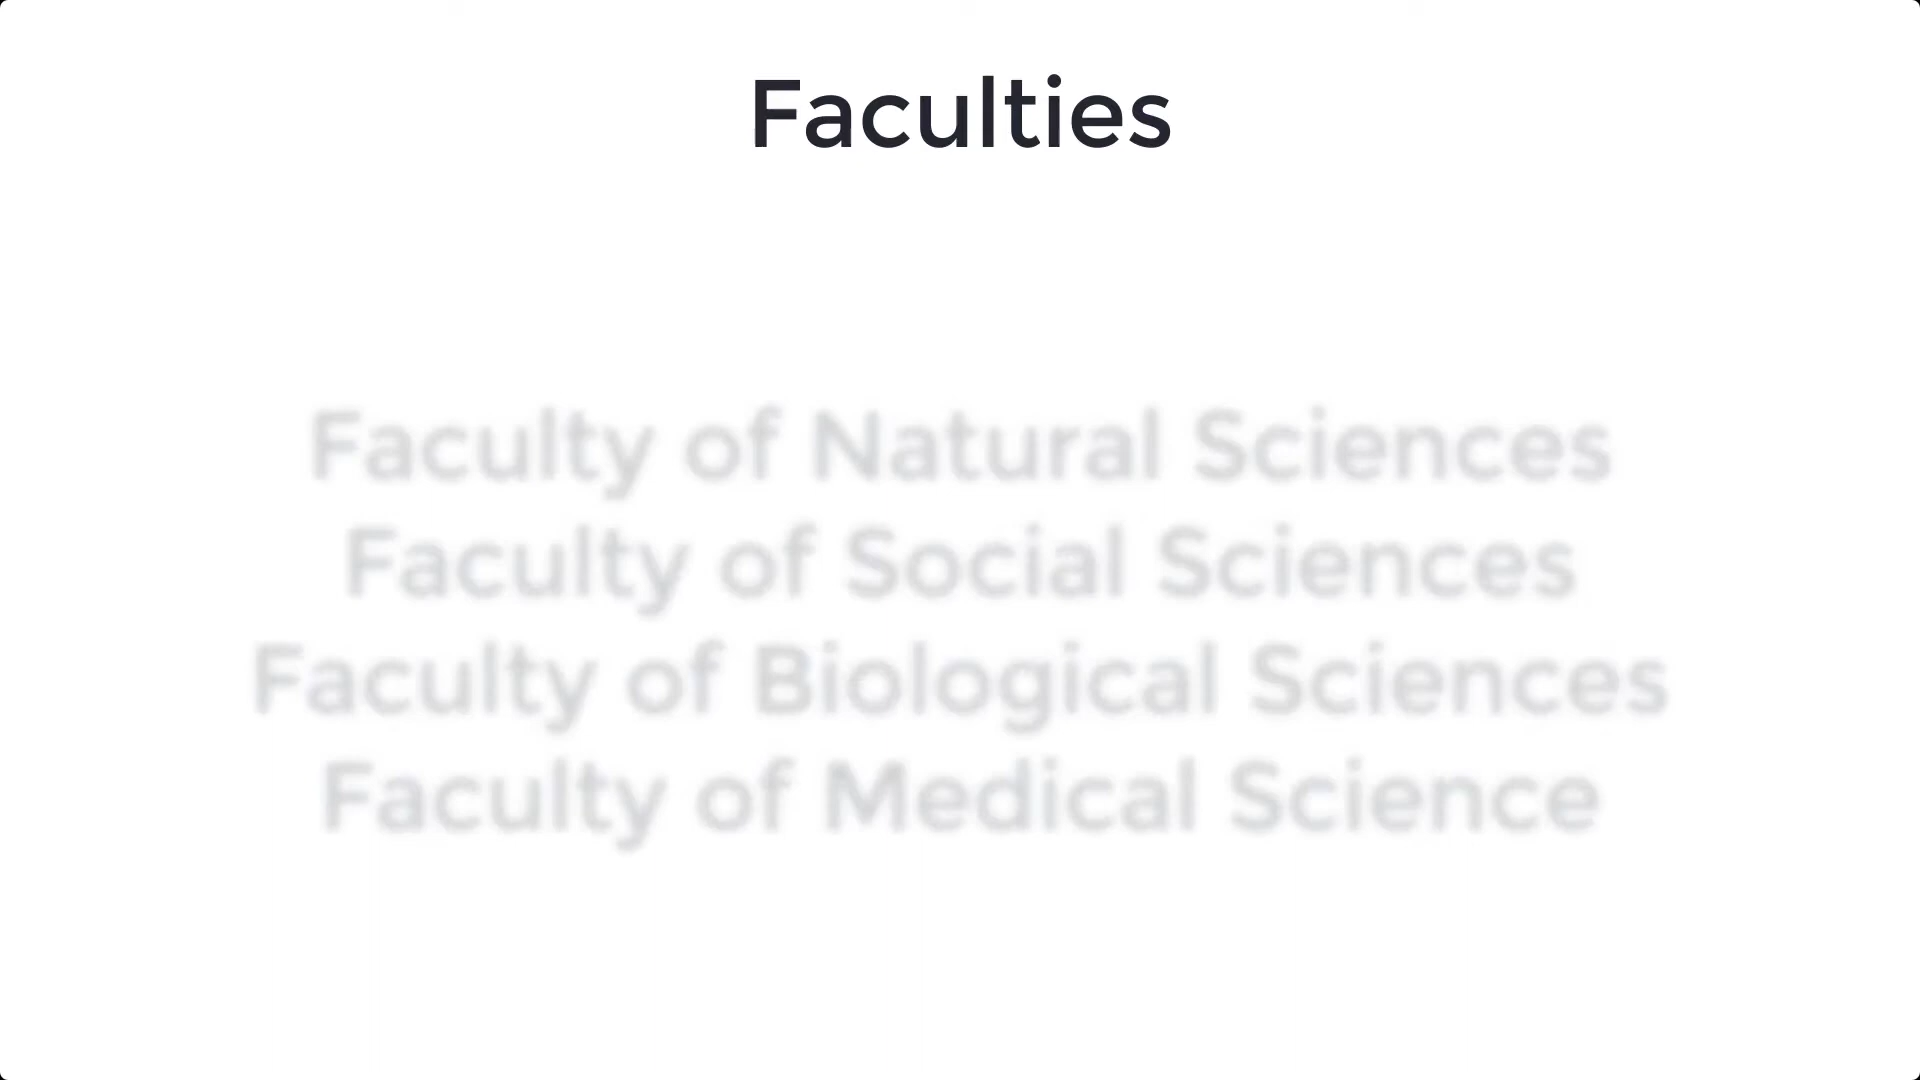 Faculties
Faculty of Natural Sciences
Faculty of Social Sciences
Faculty of Biological Sciences
Faculty of Medical Science